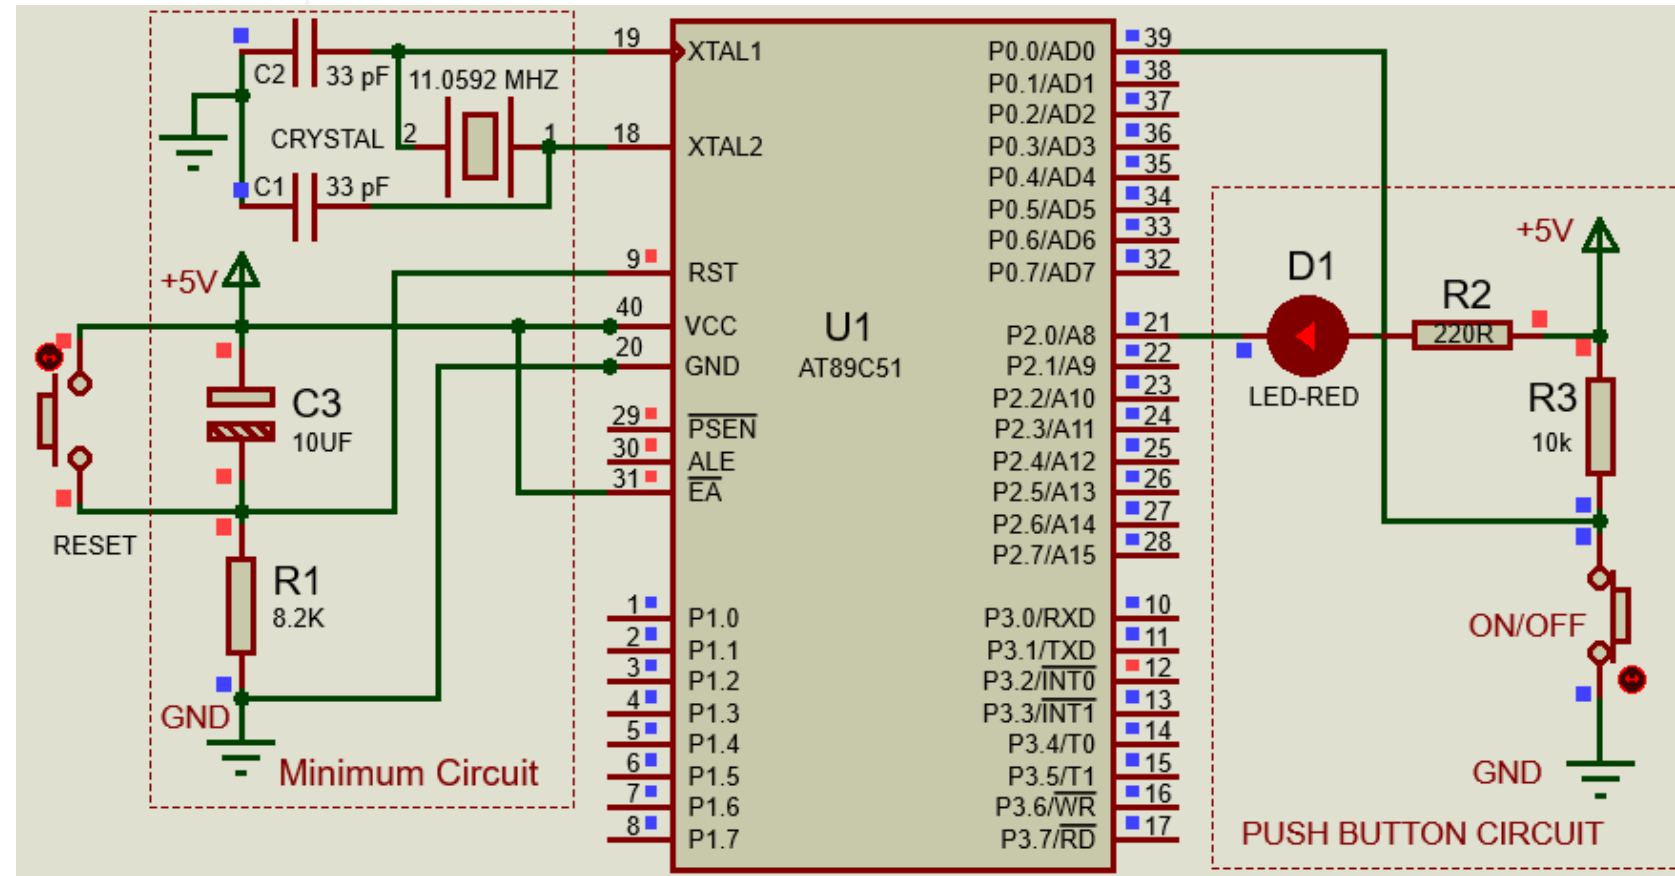 C2
33 pF
11.0592 MHZ
CRYSTAL
2
1
C1
33 pF
+5V
RESET
C3
10UF
R1
8.2K
GND
Minimum Circuit
19 XTAL1
18 XTAL2
9 RST
40 VCC
20 GND
29 PSEN
30 ALE
31 EA
1 P1.0
2 P1.1
3 P1.2
4 P1.3
5 P1.4
6 P1.5
7 P1.6
8 P1.7
U1
AT89C51
P0.0/AD0 39
P0.1/AD1 38
P0.2/AD2 37
P0.3/AD3 36
P0.4/AD4 35
P0.5/AD5 34
P0.6/AD6 33
P0.7/AD7 32
P2.0/A8 21
P2.1/A9 22
P2.2/A10 23
P2.3/A11 24
P2.4/A12 25
P2.5/A13 26
P2.6/A14 27
P2.7/A15 28
P3.0/RXD 10
P3.1/TXD 11
P3.2/INT0 12
P3.3/INT1 13
P3.4/T0 14
P3.5/T1 15
P3.6/WR 16
P3.7/RD 17
+5V
D1
LED-RED
R2
220R
R3
10k
ON/OFF
GND
PUSH BUTTON CIRCUIT